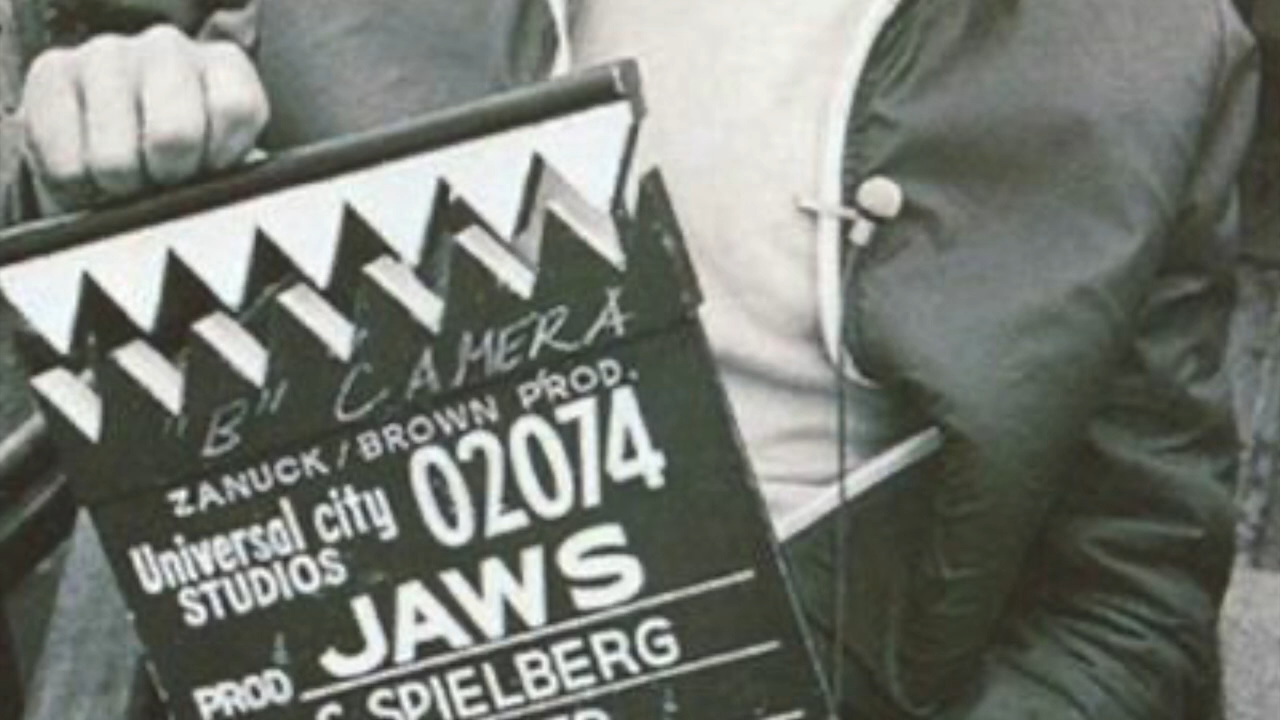 "B" CAMERA
ZANUCK / BROWN PROD.
Universal city 02074
STUDIOS
JAWS
PROD
S. SPIELBERG